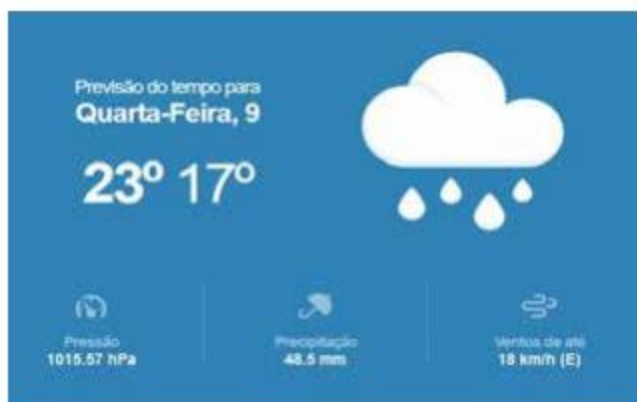 Previsão do tempo para
Quarta-Feira, 9
23º 17º
Pressão
1015.57 hPa
Precipitação
48.5 mm
Ventos de até
18 km/h (E)